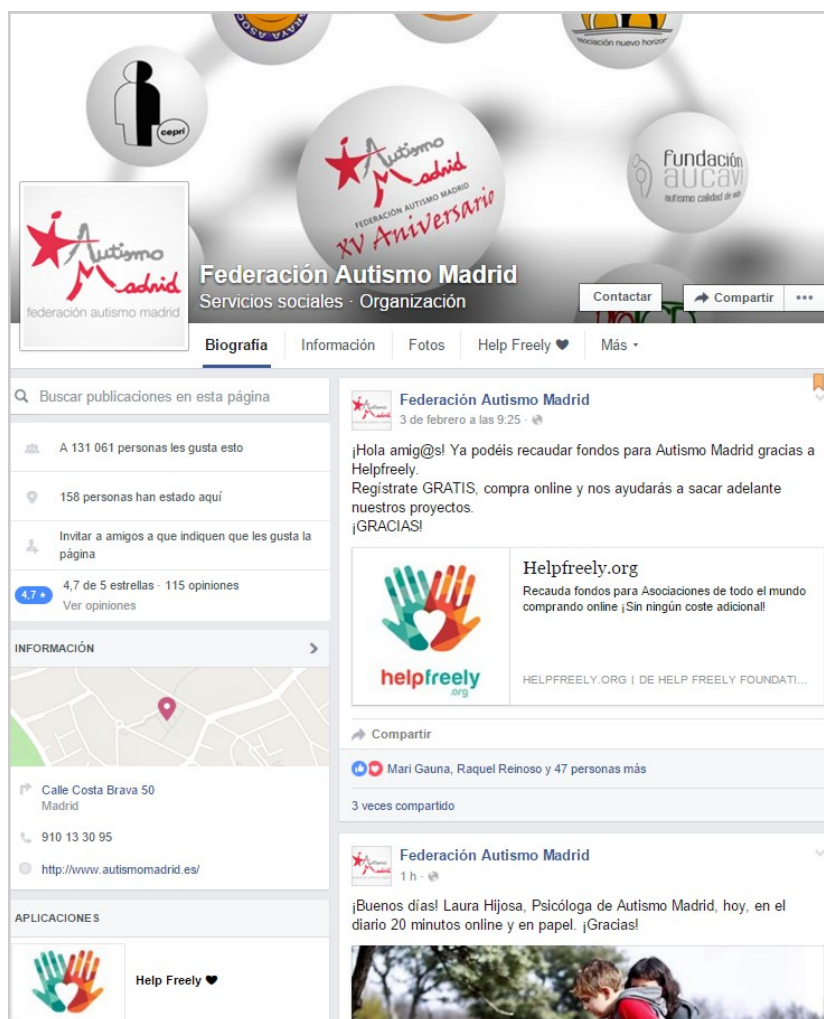 ARAYA ASOC
asociación nuevo horizon
cepri
Autismo
Madrid
FEDERACIÓN AUTISMO MADRID
XV Aniversario
fundación
aucavi
autismo calidad de vida
Autismo
Madrid
federación autismo madrid
Federación Autismo Madrid
Servicios sociales · Organización
Contactar
Compartir
Biografía
Información
Fotos
Help Freely ♥
Más
Buscar publicaciones en esta página
A 131 061 personas les gusta esto
158 personas han estado aquí
Invitar a amigos a que indiquen que les gusta la
página
4,7 ★
4,7 de 5 estrellas · 115 opiniones
Ver opiniones
INFORMACIÓN
Calle Costa Brava 50
Madrid
910 13 30 95
http://www.autismomadrid.es/
APLICACIONES
Help Freely ♥
Federación Autismo Madrid
3 de febrero a las 9:25 ·
¡Hola amig@s! Ya podéis recaudar fondos para Autismo Madrid gracias a
Helpfreely.
Regístrate GRATIS, compra online y nos ayudarás a sacar adelante
nuestros proyectos.
¡GRACIAS!
helpfreely
.org
Helpfreely.org
Recauda fondos para Asociaciones de todo el mundo
comprando online ¡Sin ningún coste adicional!
HELPFREELY.ORG | DE HELP FREELY FOUNDATI...
Compartir
Mari Gauna, Raquel Reinoso y 47 personas más
3 veces compartido
Federación Autismo Madrid
1 h ·
¡Buenos días! Laura Hijosa, Psicóloga de Autismo Madrid, hoy, en el
diario 20 minutos online y en papel. ¡Gracias!